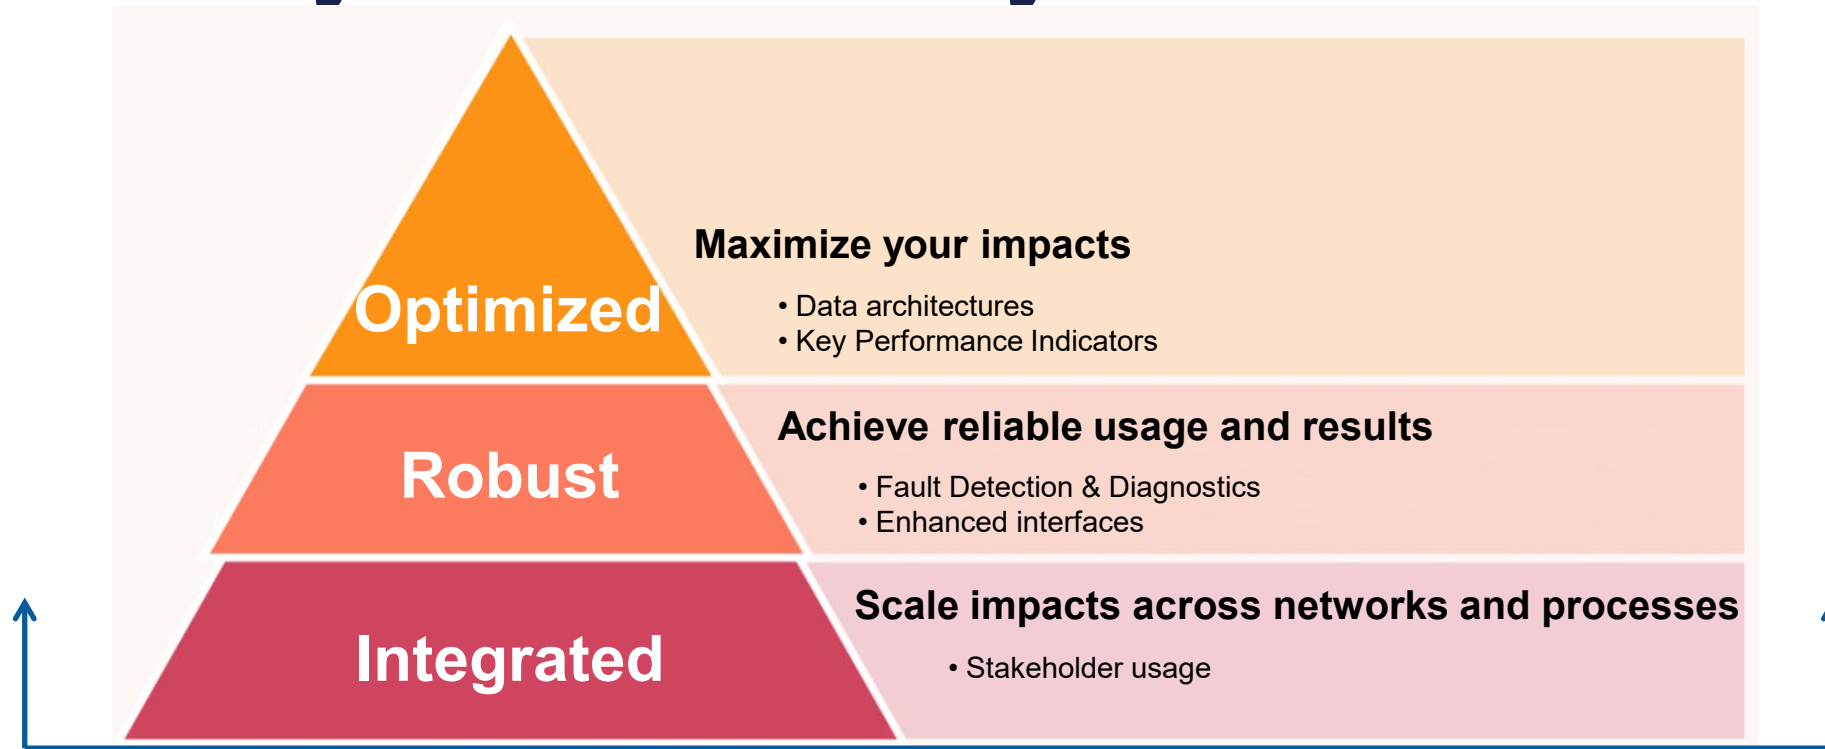 Maximize your impacts
Optimized
• Data architectures
• Key Performance Indicators
Achieve reliable usage and results
Robust
• Fault Detection & Diagnostics
• Enhanced interfaces
Scale impacts across networks and processes
Integrated
• Stakeholder usage